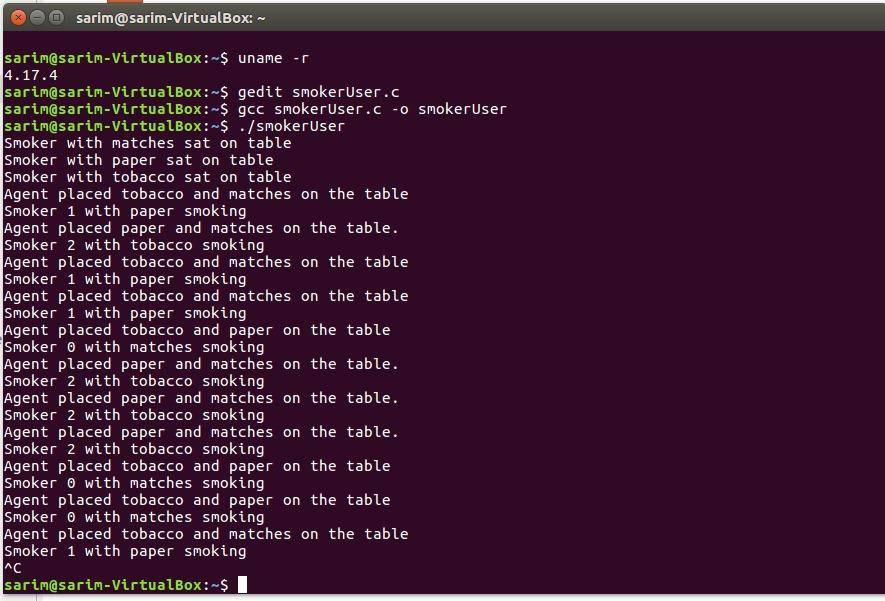 sarim@sarim-VirtualBox: ~
sarim@sarim-VirtualBox:~$ uname -r
4.17.4
sarim@sarim-VirtualBox:~$ gedit smokerUser.c
sarim@sarim-VirtualBox:~$ gcc smokerUser.c -o smokerUser
sarim@sarim-VirtualBox:~$ ./smokerUser
Smoker with matches sat on table
Smoker with paper sat on table
Smoker with tobacco sat on table
Agent placed tobacco and matches on the table
Smoker 1 with paper smoking
Agent placed paper and matches on the table.
Smoker 2 with tobacco smoking
Agent placed tobacco and matches on the table
Smoker 1 with paper smoking
Agent placed tobacco and matches on the table
Smoker 1 with paper smoking
Agent placed tobacco and paper on the table
Smoker 0 with matches smoking
Agent placed paper and matches on the table.
Smoker 2 with tobacco smoking
Agent placed paper and matches on the table.
Smoker 2 with tobacco smoking
Agent placed paper and matches on the table.
Smoker 2 with tobacco smoking
Agent placed tobacco and paper on the table
Smoker 0 with matches smoking
Agent placed tobacco and paper on the table
Smoker 0 with matches smoking
Agent placed tobacco and matches on the table
Smoker 1 with paper smoking
^C
sarim@sarim-VirtualBox:~$